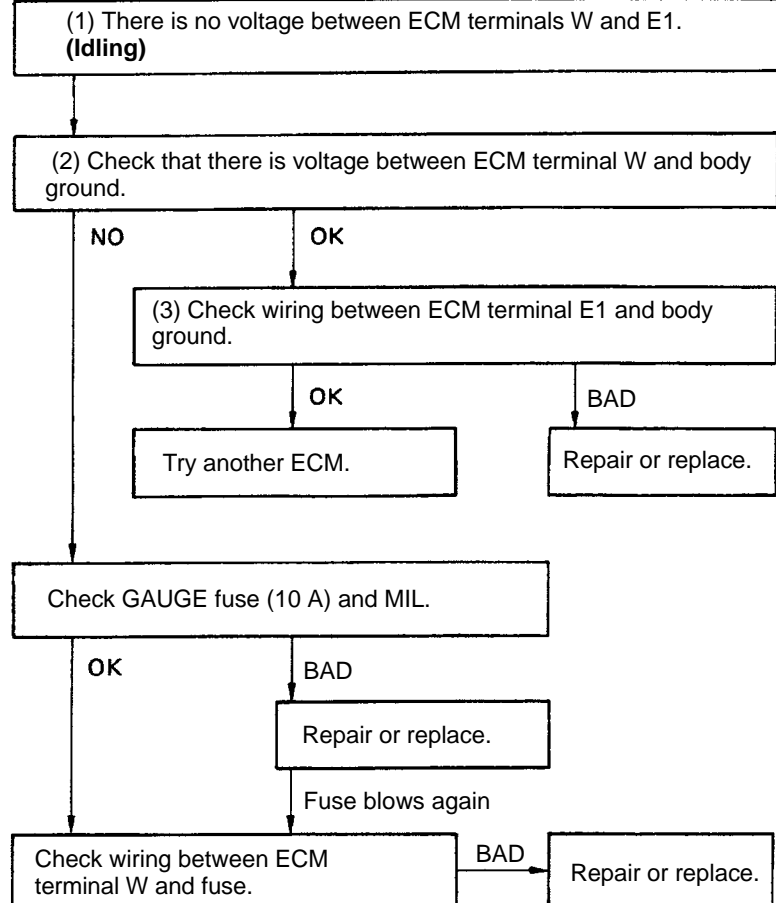 (1) There is no voltage between ECM terminals W and E1.
(Idling)
(2) Check that there is voltage between ECM terminal W and body
ground.
NO
OK
(3) Check wiring between ECM terminal E1 and body
ground.
OK
BAD
Try another ECM.
Repair or replace.
Check GAUGE fuse (10 A) and MIL.
OK
BAD
Repair or replace.
Fuse blows again
Check wiring between ECM
terminal W and fuse.
BAD
Repair or replace.